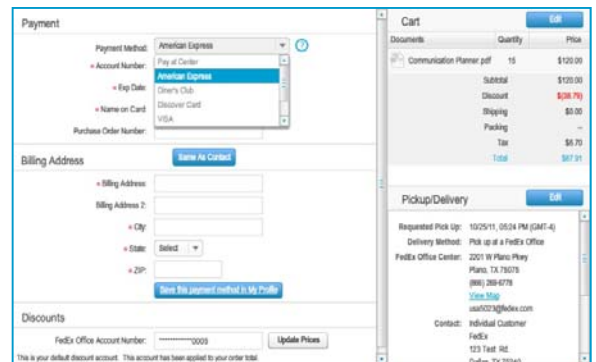 Payment
Payment Method: American Express
Account Number: Pay at Center
American Express
Exp Date: Diner's Club
Name on Card: Discover Card
VISA
Purchase Order Number:
Billing Address Same As Contact
Billing Address:
Billing Address 2:
City:
State: Select
ZIP:
Save this payment method in My Profile
Discounts
FedEx Office Account Number: ************0009 Update Prices
This is your default discount account. This account has been applied to your order total.
Cart Edit
Documents Quantity Price
Communication Planner.pdf 15 $120.00
Subtotal $120.00
Discount
Shipping $0.00
Packing --
Tax $6.70
Total $87.91
Pickup/Delivery Edit
Requested Pick Up: 10/25/11, 05:24 PM (GMT-4)
Delivery Method: Pick up at a FedEx Office
FedEx Office Center: 2201 W Plano Pkwy
Plano, TX 75075
(866) 269-6778
View Map
usa5023@fedex.com
Contact: Individual Customer
FedEx
123 Test Rd.